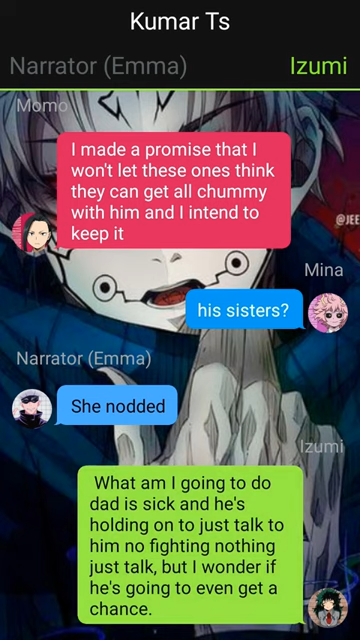 Kumar Ts
Narrator (Emma) Izumi
Momo
I made a promise that I
won't let these ones think
they can get all chummy
with him and I intend to
keep it
@JEE
Mina
his sisters?
Narrator (Emma)
She nodded
Izumi
What am I going to do
dad is sick and he's
holding on to just talk to
him no fighting nothing
just talk, but I wonder if
he's going to even get a
chance.